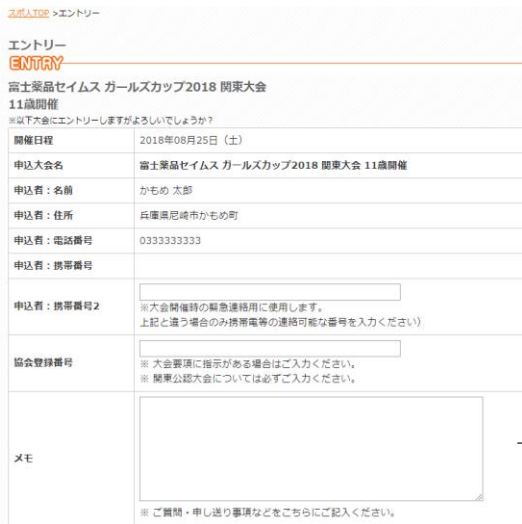 スポ人TOP >エントリー
エントリー
ENTRY
富士薬品セイムス ガールズカップ2018 関東大会
11歳開催
※以下大会にエントリーしますがよろしいでしょうか？
開催日程 2018年08月25日（土）
申込大会名 富士薬品セイムス ガールズカップ2018 関東大会 11歳開催
申込者：名前 かもめ 太郎
申込者：住所 兵庫県尼崎市かもめ町
申込者：電話番号 0333333333
申込者：携帯番号
申込者：携帯番号2
※大会開催時の緊急連絡用に使用します。
上記と違う場合のみ携帯電等の連絡可能な番号を入力ください）
協会登録番号
※ 大会要項に指示がある場合はご入力ください。
※ 関東公認大会については必ずご入力ください。
メモ
※ ご質問・申し送り事項などをこちらにご記入ください。